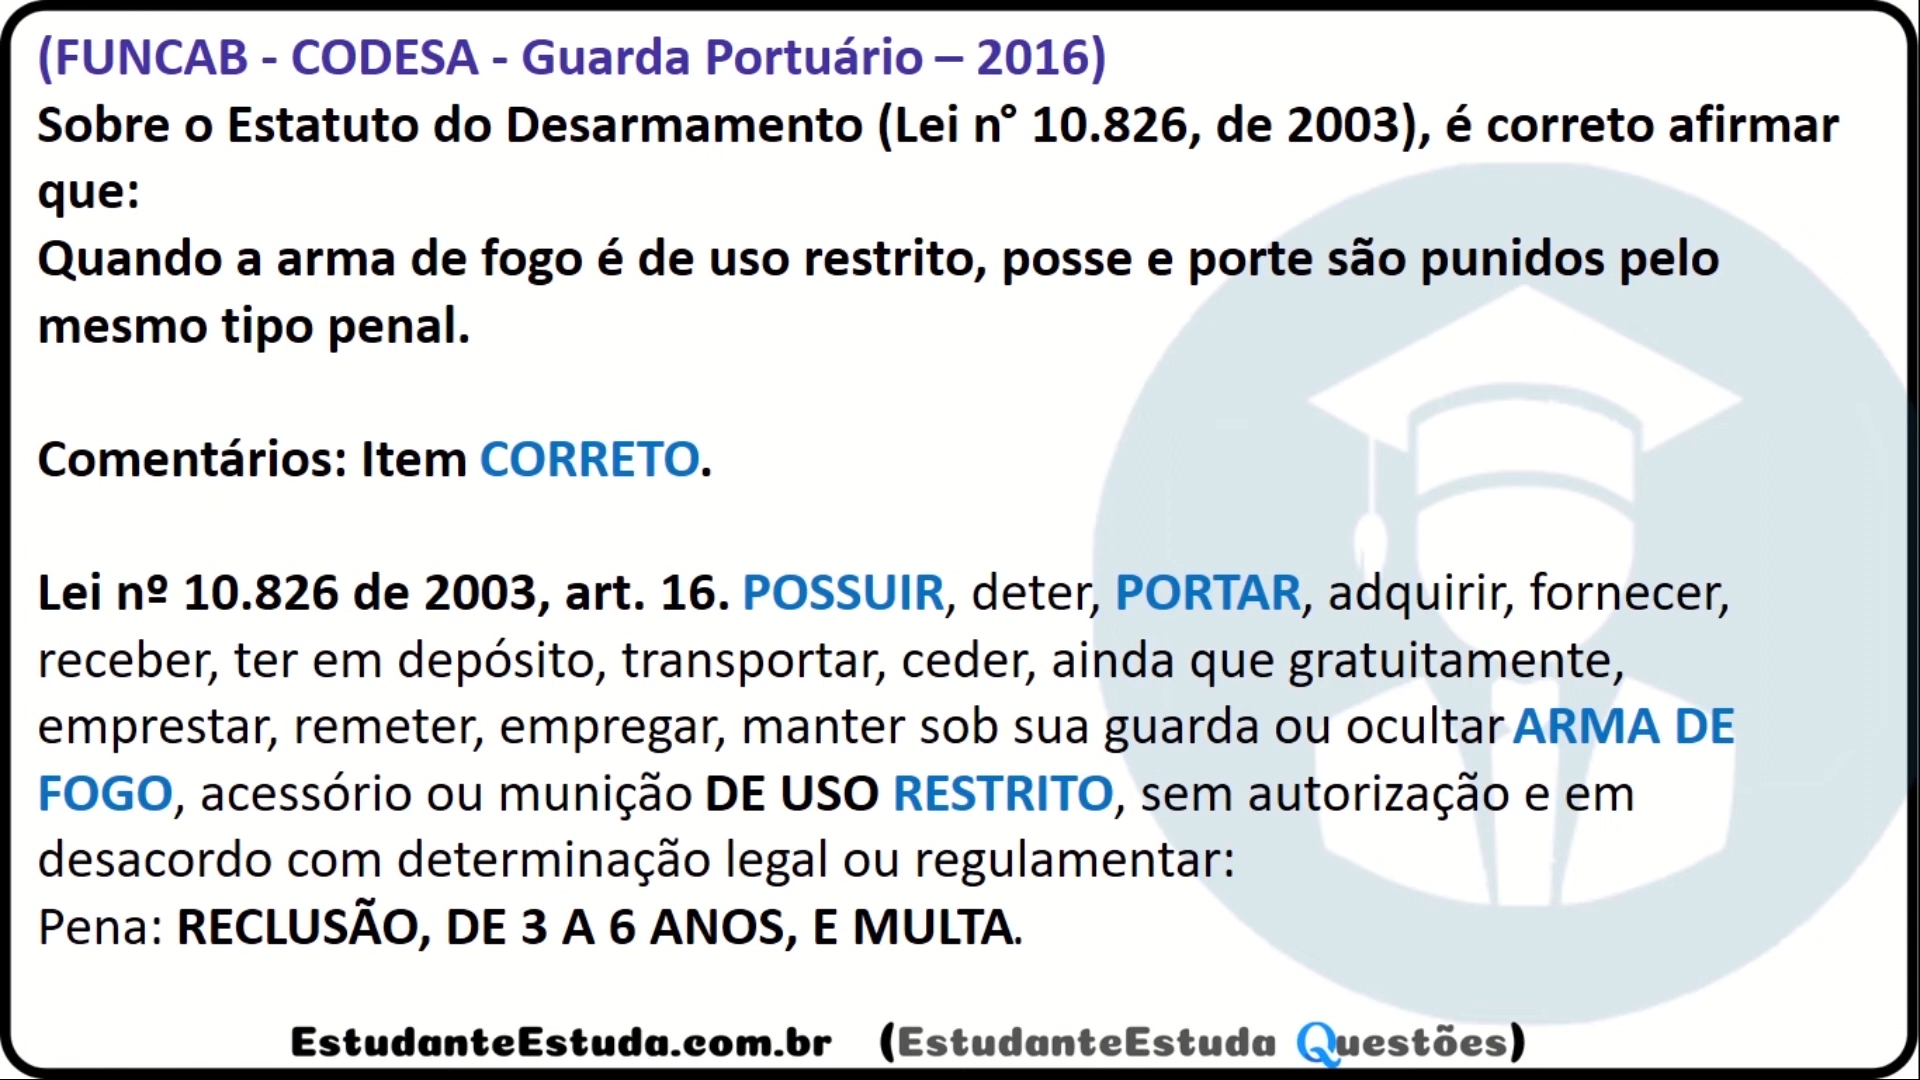 (FUNCAB - CODESA - Guarda Portuário – 2016)
Sobre o Estatuto do Desarmamento (Lei n° 10.826, de 2003), é correto afirmar
que:
Quando a arma de fogo é de uso restrito, posse e porte são punidos pelo
mesmo tipo penal.
Comentários: Item CORRETO.
Lei nº 10.826 de 2003, art. 16. POSSUIR, deter, PORTAR, adquirir, fornecer,
receber, ter em depósito, transportar, ceder, ainda que gratuitamente,
emprestar, remeter, empregar, manter sob sua guarda ou ocultar ARMA DE
FOGO, acessório ou munição DE USO RESTRITO, sem autorização e em
desacordo com determinação legal ou regulamentar:
Pena: RECLUSÃO, DE 3 A 6 ANOS, E MULTA.
EstudanteEstuda.com.br (EstudanteEstuda Questões)